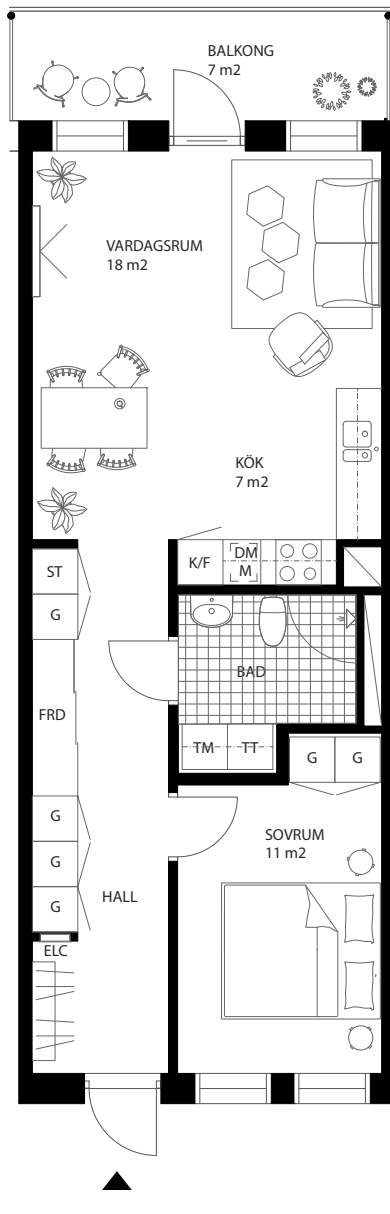 BALKONG
7 m2
VARDAGSRUM
18 m2
KÖK
7 m2
K/F
DM
M
ST
G
BAD
FRD
TM
TT
G
G
G
SOVRUM
11 m2
G
HALL
G
ELC